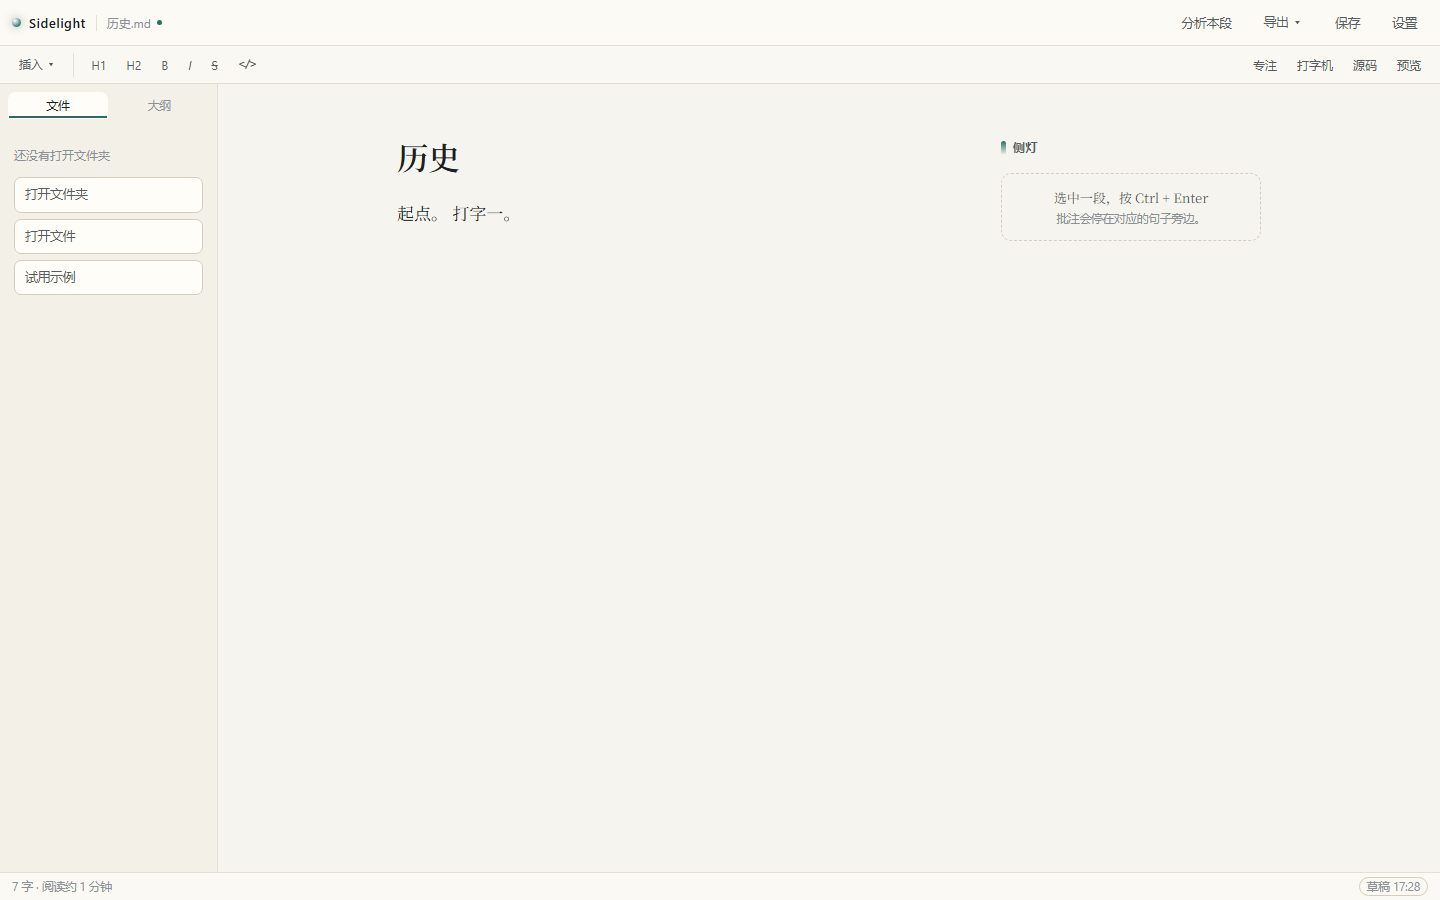 Sidelight 历史.md
分析本段 导出 保存 设置
插入 H1 H2 B I S </>
专注 打字机 源码 预览
文件 大纲
还没有打开文件夹
打开文件夹
打开文件
试用示例
历史
起点。 打字一。
侧灯
选中一段，按 Ctrl + Enter
批注会停在对应的句子旁边。
7 字 · 阅读约 1 分钟
草稿 17:28